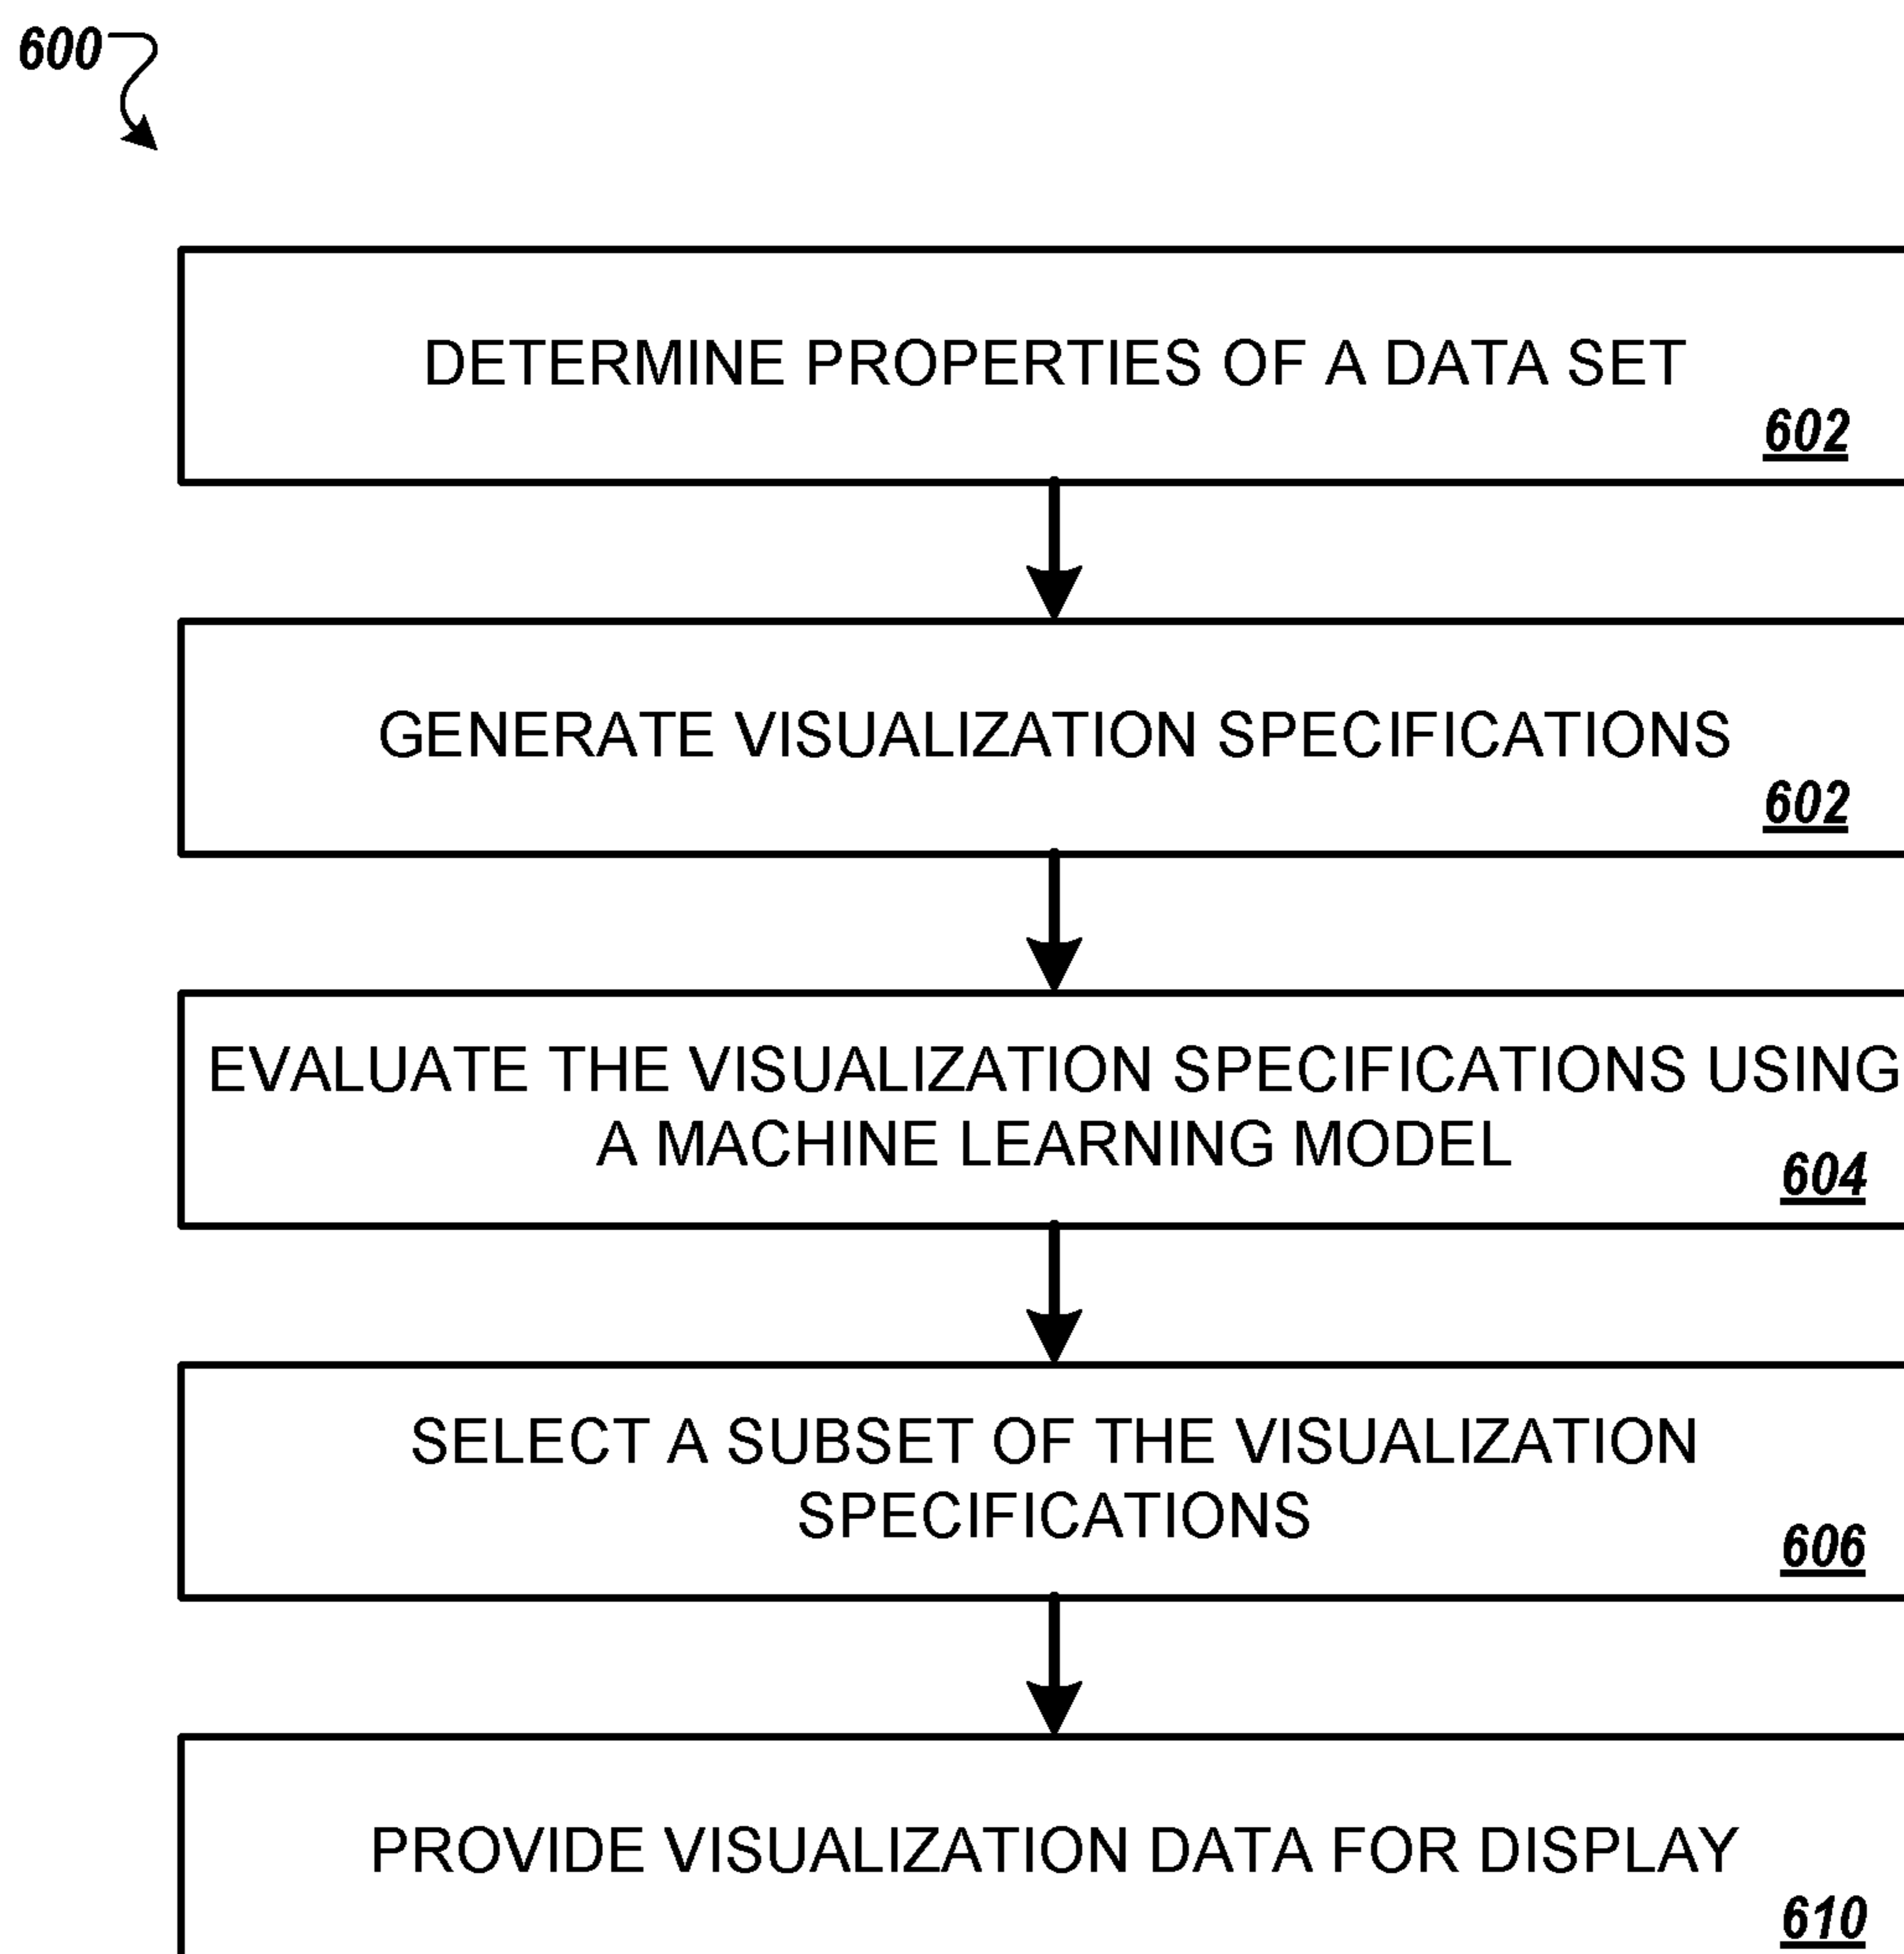 600
DETERMINE PROPERTIES OF A DATA SET
602
GENERATE VISUALIZATION SPECIFICATIONS
602
EVALUATE THE VISUALIZATION SPECIFICATIONS USING
A MACHINE LEARNING MODEL
604
SELECT A SUBSET OF THE VISUALIZATION
SPECIFICATIONS
606
PROVIDE VISUALIZATION DATA FOR DISPLAY
610